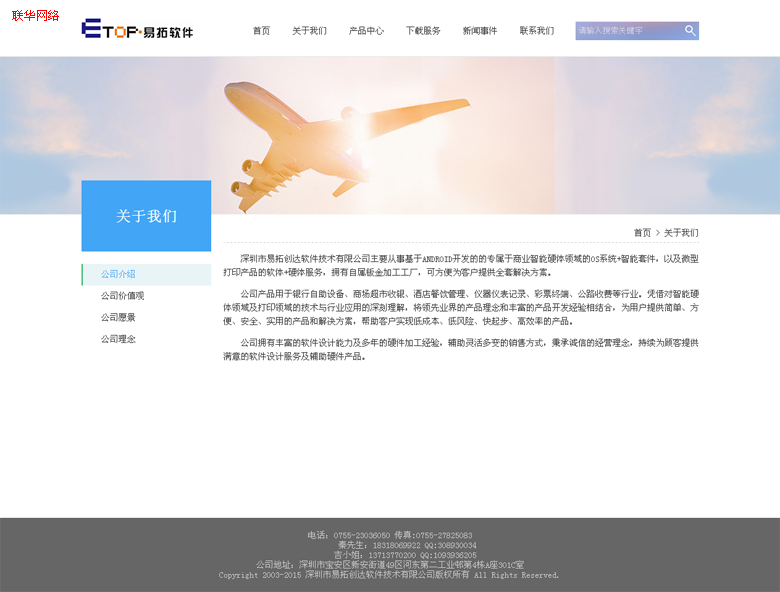 联华网络
ETOP·易拓软件
首页 关于我们 产品中心 下载服务 新闻事件 联系我们 请输入搜索关键字
关于我们
首页 > 关于我们
公司介绍
公司价值观
公司愿景
公司理念
深圳市易拓创达软件技术有限公司主要从事基于ANDROID开发的的专属于商业智能硬体领域的OS系统+智能套件，以及微型
打印产品的软体+硬体服务，拥有自属钣金加工工厂，可方便为客户提供全套解决方案。
公司产品用于银行自助设备、商场超市收银、酒店餐饮管理、仪器仪表记录、彩票终端、公路收费等行业。凭借对智能硬
体领域及打印领域的技术与行业应用的深刻理解，将领先业界的产品理念和丰富的产品开发经验相结合，为用户提供简单、方
便、安全、实用的产品和解决方案，帮助客户实现低成本、低风险、快起步、高效率的产品。
公司拥有丰富的软件设计能力及多年的硬件加工经验，辅助灵活多变的销售方式，秉承诚信的经营理念，持续为顾客提供
满意的软件设计服务及辅助硬件产品。
电话：0755-23036050 传真:0755-27825083
秦先生：18318069922 QQ:308930034
吉小姐：13713770200 QQ:1093936205
公司地址：深圳市宝安区新安街道49区河东第二工业邨第4栋A座301C室
Copyright 2003-2015 深圳市易拓创达软件技术有限公司版权所有 All Rights Reserved.